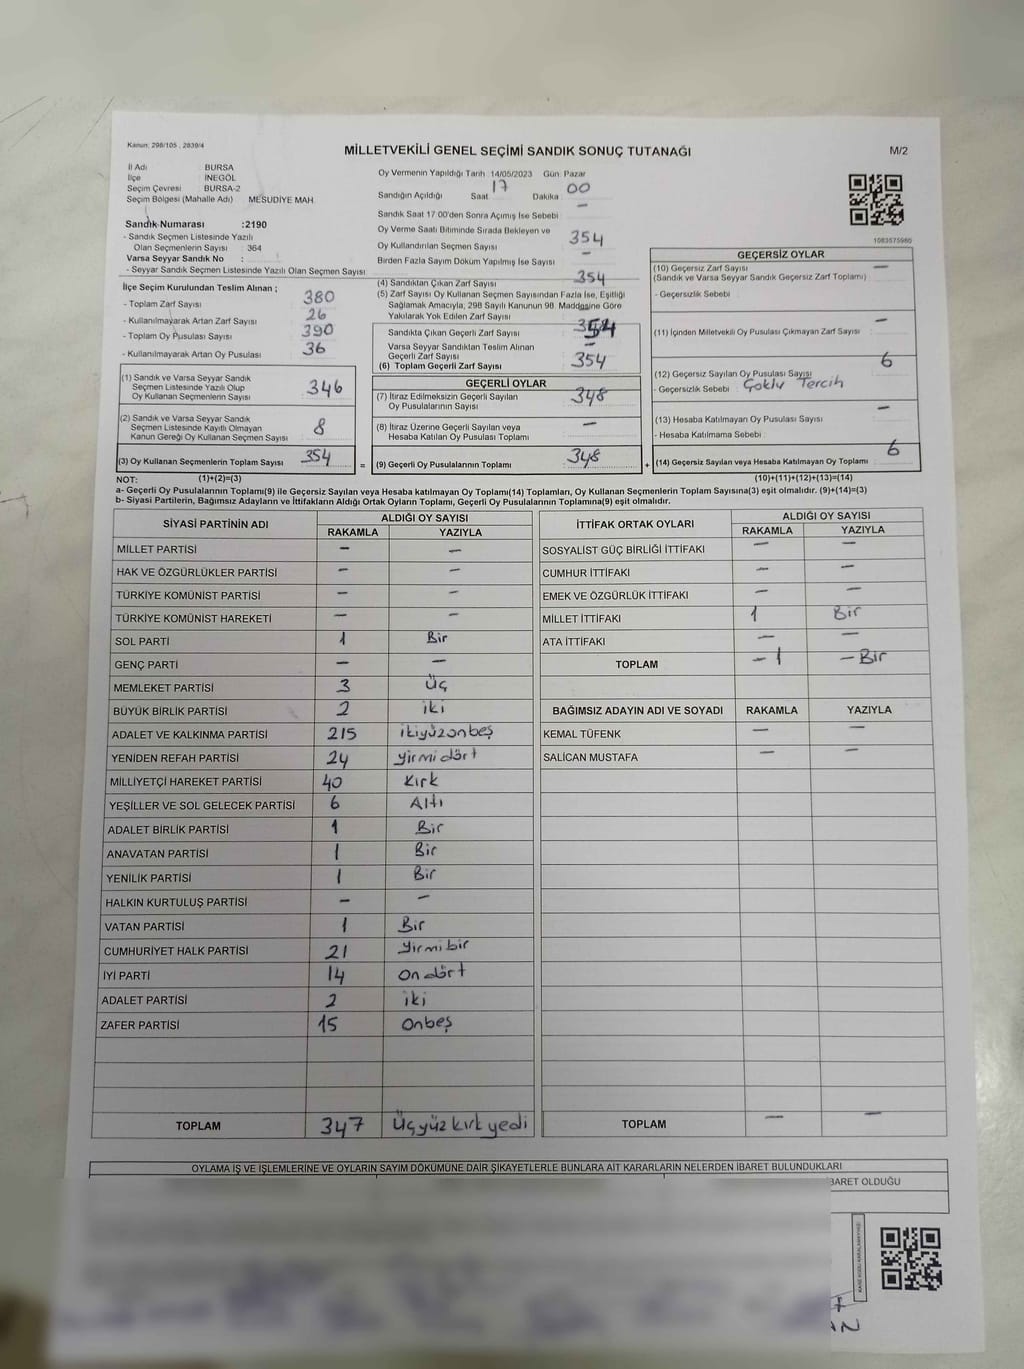 Kanun: 298/105 , 2839/4
MİLLETVEKİLİ GENEL SEÇİMİ SANDIK SONUÇ TUTANAĞI
M/2
İl Adı BURSA
İlçe İNEGÖL
Seçim Çevresi BURSA-2
Seçim Bölgesi (Mahalle Adı) MESUDİYE MAH.
Sandık Numarası :2190
- Sandık Seçmen Listesinde Yazılı
Olan Seçmenlerin Sayısı : 364
Varsa Seyyar Sandık No :
- Seyyar Sandık Seçmen Listesinde Yazılı Olan Seçmen Sayısı
İlçe Seçim Kurulundan Teslim Alınan ;
- Toplam Zarf Sayısı 380
- Kullanılmayarak Artan Zarf Sayısı 26
- Toplam Oy Pusulası Sayısı 390
- Kullanılmayarak Artan Oy Pusulası 36
(1) Sandık ve Varsa Seyyar Sandık
Seçmen Listesinde Yazılı Olup
Oy Kullanan Seçmenlerin Sayısı 346
(2) Sandık ve Varsa Seyyar Sandık
Seçmen Listesinde Kayıtlı Olmayan
Kanun Gereği Oy Kullanan Seçmen Sayısı 8
(3) Oy Kullanan Seçmenlerin Toplam Sayısı 354
Oy Vermenin Yapıldığı Tarih 14/05/2023 Gün Pazar
Sandığın Açıldığı Saat 17 Dakika 00
Sandık Saat 17.00'den Sonra Açımış İse Sebebi –
Oy Verme Saati Bitiminde Sırada Bekleyen ve
Oy Kullandırılan Seçmen Sayısı 354
Birden Fazla Sayım Döküm Yapılmış İse Sayısı –
(4) Sandıktan Çıkan Zarf Sayısı 354
(5) Zarf Sayısı Oy Kullanan Seçmen Sayısından Fazla İse, Eşitliği
Sağlamak Amacıyla, 298 Sayılı Kanunun 98. Maddesine Göre
Yakılarak Yok Edilen Zarf Sayısı
Sandıkta Çıkan Geçerli Zarf Sayısı 354
Varsa Seyyar Sandıktan Teslim Alınan
Geçerli Zarf Sayısı –
(6) Toplam Geçerli Zarf Sayısı 354
GEÇERLİ OYLAR
(7) İtiraz Edilmeksizin Geçerli Sayılan
Oy Pusulalarının Sayısı 348
(8) İtiraz Üzerine Geçerli Sayılan veya
Hesaba Katılan Oy Pusulası Toplamı –
= (9) Geçerli Oy Pusulalarının Toplamı 348
1083575980
GEÇERSİZ OYLAR
(10) Geçersiz Zarf Sayısı –
(Sandık ve Varsa Seyyar Sandık Geçersiz Zarf Toplamı)
- Geçersizlik Sebebi :
(11) İçinden Milletvekili Oy Pusulası Çıkmayan Zarf Sayısı –
(12) Geçersiz Sayılan Oy Pusulası Sayısı 6
- Geçersizlik Sebebi : Çoklu Tercih
(13) Hesaba Katılmayan Oy Pusulası Sayısı –
- Hesaba Katılmama Sebebi :
+ (14) Geçersiz Sayılan veya Hesaba Katılmayan Oy Toplamı 6
NOT: (1)+(2)=(3) (10)+(11)+(12)+(13)=(14)
a- Geçerli Oy Pusulalarının Toplamı(9) ile Geçersiz Sayılan veya Hesaba katılmayan Oy Toplamı(14) Toplamları, Oy Kullanan Seçmenlerin Toplam Sayısına(3) eşit olmalıdır. (9)+(14)=(3)
b- Siyasi Partilerin, Bağımsız Adayların ve İttifakların Aldığı Ortak Oyların Toplamı, Geçerli Oy Pusulalarının Toplamına(9) eşit olmalıdır.
SİYASİ PARTİNİN ADI ALDIĞI OY SAYISI
RAKAMLA YAZIYLA
MİLLET PARTİSİ – –
HAK VE ÖZGÜRLÜKLER PARTİSİ – –
TÜRKİYE KOMÜNİST PARTİSİ – –
TÜRKİYE KOMÜNİST HAREKETİ – –
SOL PARTİ 1 Bir
GENÇ PARTİ – –
MEMLEKET PARTİSİ 3 Üç
BÜYÜK BİRLİK PARTİSİ 2 iki
ADALET VE KALKINMA PARTİSİ 215 ikiyüzonbeş
YENİDEN REFAH PARTİSİ 24 yirmi dört
MİLLİYETÇİ HAREKET PARTİSİ 40 Kırk
YEŞİLLER VE SOL GELECEK PARTİSİ 6 Altı
ADALET BİRLİK PARTİSİ 1 Bir
ANAVATAN PARTİSİ 1 Bir
YENİLİK PARTİSİ 1 Bir
HALKIN KURTULUŞ PARTİSİ – –
VATAN PARTİSİ 1 Bir
CUMHURİYET HALK PARTİSİ 21 yirmi bir
İYİ PARTİ 14 on dört
ADALET PARTİSİ 2 iki
ZAFER PARTİSİ 15 onbeş
TOPLAM 347 Üçyüz kırk yedi
İTTİFAK ORTAK OYLARI ALDIĞI OY SAYISI
RAKAMLA YAZIYLA
SOSYALİST GÜÇ BİRLİĞİ İTTİFAKI – –
CUMHUR İTTİFAKI – –
EMEK VE ÖZGÜRLÜK İTTİFAKI – –
MİLLET İTTİFAKI 1 Bir
ATA İTTİFAKI – –
TOPLAM – 1 – Bir
BAĞIMSIZ ADAYIN ADI VE SOYADI RAKAMLA YAZIYLA
KEMAL TÜFENK – –
SALİCAN MUSTAFA – –
TOPLAM – –
OYLAMA İŞ VE İŞLEMLERİNE VE OYLARIN SAYIM DÖKÜMÜNE DAİR ŞİKAYETLERLE BUNLARA AİT KARARLARIN NELERDEN İBARET BULUNDUKLARI
BARET OLDUĞU